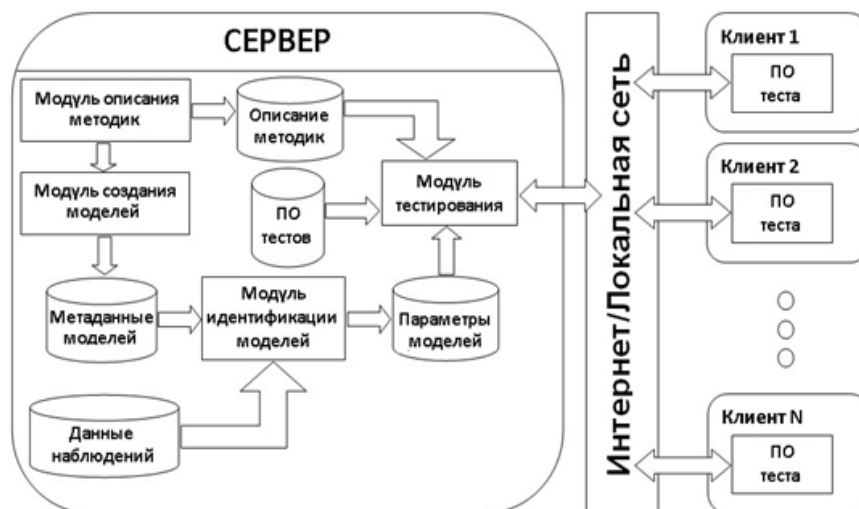 СЕРВЕР
Модуль описания
методик
Описание
методик
Модуль создания
моделей
ПО
тестов
Модуль
тестирования
Метаданные
моделей
Модуль
идентификации
моделей
Параметры
моделей
Данные
наблюдений
Интернет/Локальная сеть
Клиент 1
ПО
теста
Клиент 2
ПО
теста
Клиент N
ПО
теста